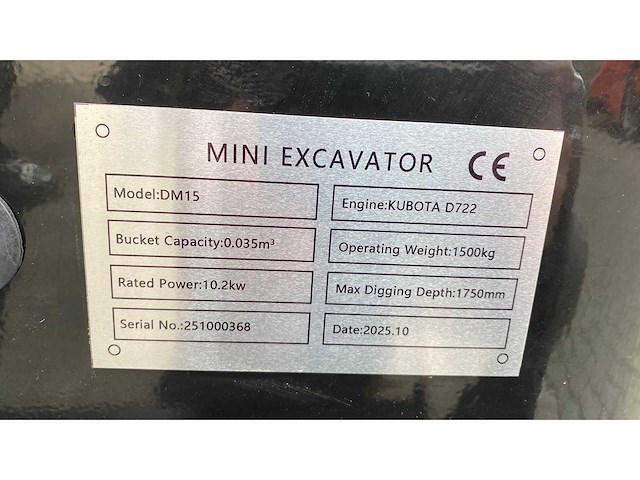 MINI EXCAVATOR CE
Model:DM15
Engine:KUBOTA D722
Bucket Capacity:0.035m³
Operating Weight:1500kg
Rated Power:10.2kw
Max Digging Depth:1750mm
Serial No.:251000368
Date:2025.10